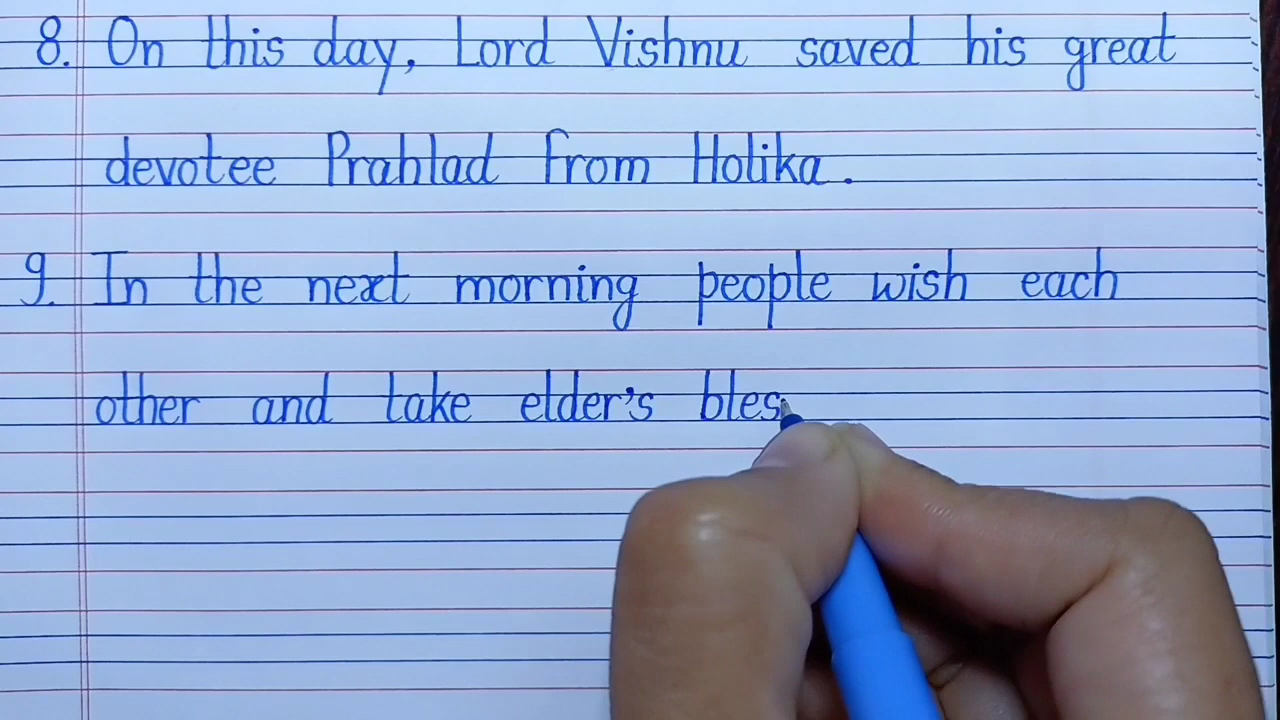 8. On this day, Lord Vishnu saved his great
devotee Prahlad from Holika.
9. In the next morning people wish each
other and take elder's bles